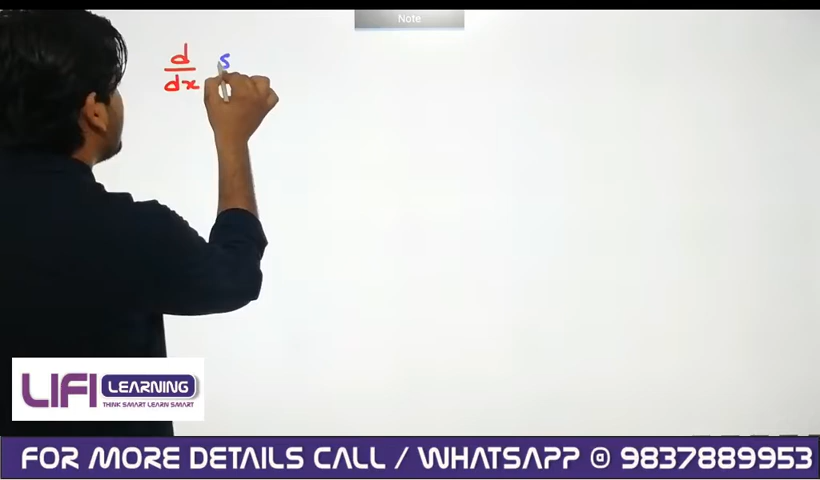 Note
d s
dx
LIFI LEARNING
THINK SMART LEARN SMART
FOR MORE DETAILS CALL / WHATSAPP @ 9837889953